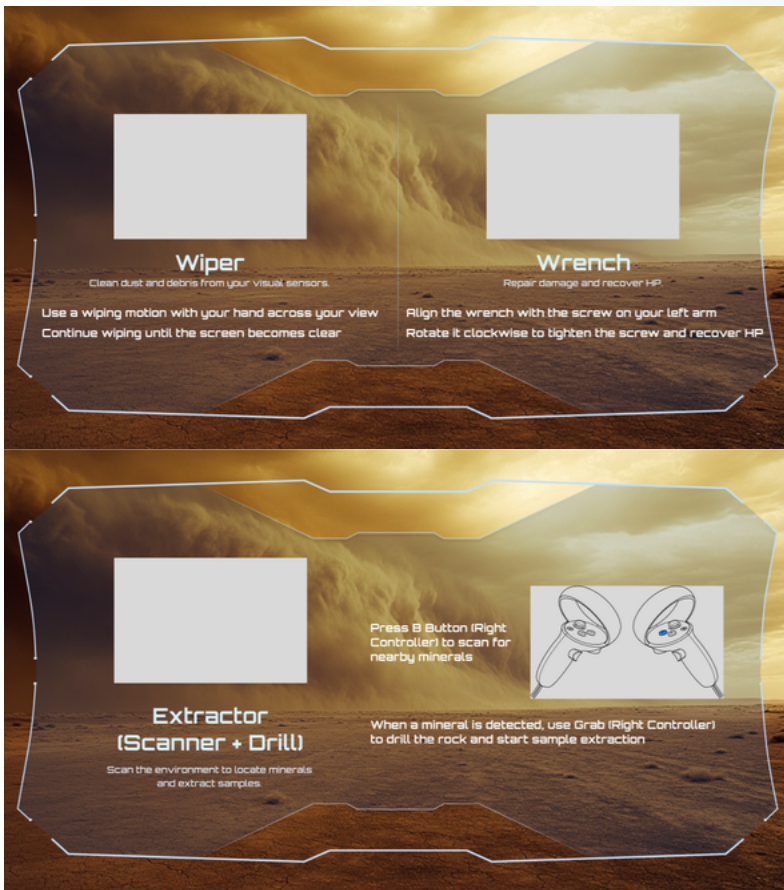 Wiper
Clean dust and debris from your visual sensors.
Use a wiping motion with your hand across your view
Continue wiping until the screen becomes clear
Wrench
Repair damage and recover HP.
Align the wrench with the screw on your left arm
Rotate it clockwise to tighten the screw and recover HP
Extractor
(Scanner + Drill)
Scan the environment to locate minerals
and extract samples.
Press B Button (Right
Controller) to scan for
nearby minerals
When a mineral is detected, use Grab (Right Controller)
to drill the rock and start sample extraction